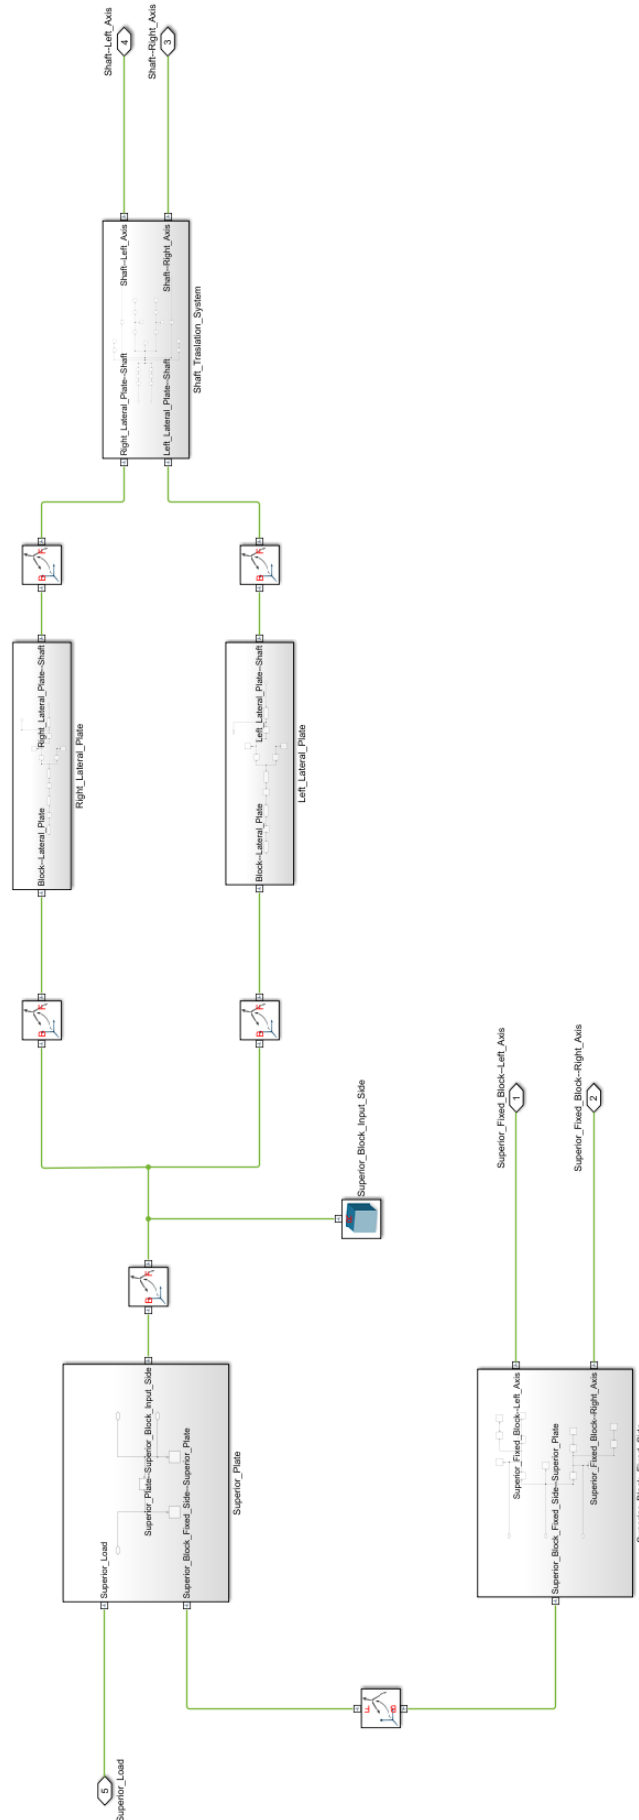 Shaft--Left_Axis
4
Shaft--Right_Axis
3
Shaft--Left_Axis
Shaft--Right_Axis
Right_Lateral_Plate--Shaft
Left_Lateral_Plate--Shaft
Shaft_Traslation_System
B
F
B
F
Right_Lateral_Plate--Shaft
Block--Lateral_Plate
Right_Lateral_Plate
Left_Lateral_Plate--Shaft
Block--Lateral_Plate
Left_Lateral_Plate
B
F
B
F
Superior_Block_Input_Side
B
F
Superior_Plate--Superior_Block_Input_Side
Superior_Load
Superior_Block_Fixed_Side--Superior_Plate
Superior_Plate
Superior_Fixed_Block--Left_Axis
1
Superior_Fixed_Block--Right_Axis
2
Superior_Fixed_Block--Left_Axis
Superior_Fixed_Block--Right_Axis
Superior_Block_Fixed_Side--Superior_Plate
F
B
5
Superior_Load